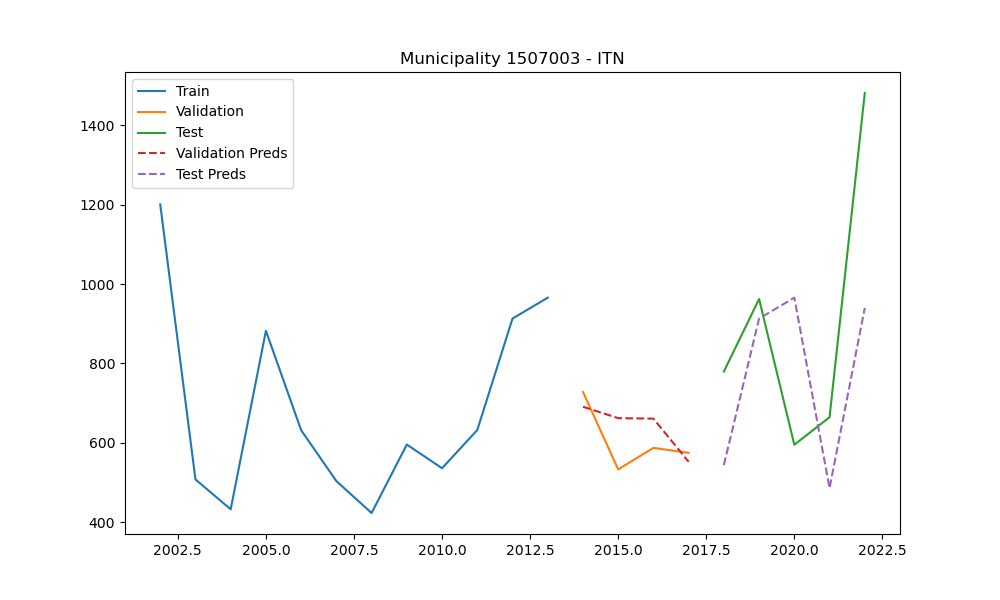 Municipality 1507003 - ITN
Train
Validation
Test
Validation Preds
Test Preds
1400
1200
1000
800
600
400
2002.5 2005.0 2007.5 2010.0 2012.5 2015.0 2017.5 2020.0 2022.5